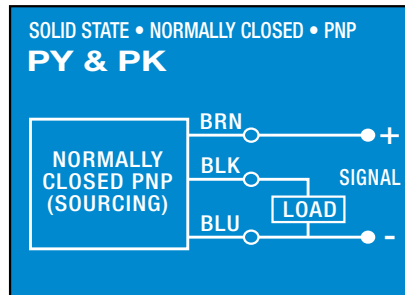 SOLID STATE • NORMALLY CLOSED • PNP
PY & PK
BRN
+
NORMALLY
CLOSED PNP
(SOURCING)
BLK
SIGNAL
LOAD
BLU
-